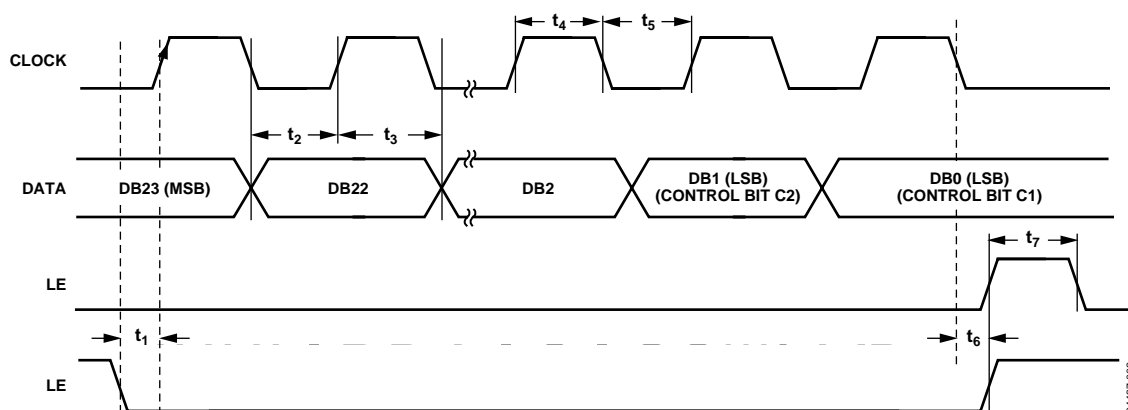 t4 t5
CLOCK
t2 t3
DATA
DB23 (MSB) DB22 DB2 DB1 (LSB) DB0 (LSB)
(CONTROL BIT C2) (CONTROL BIT C1)
t7
LE
t1 t6
LE